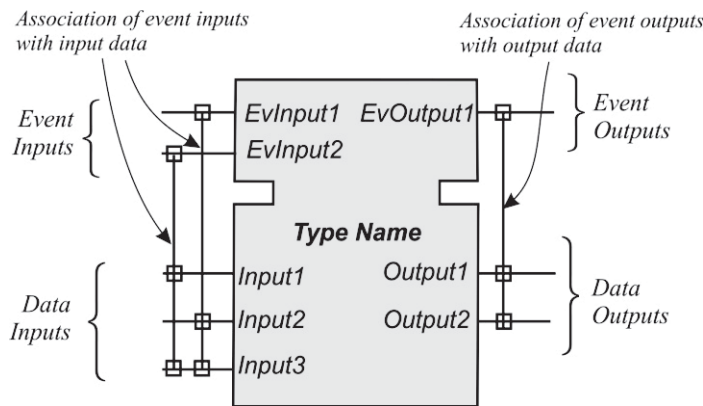 Association of event inputs
with input data
Association of event outputs
with output data
Event
Inputs
EvInput1
EvOutput1
Event
Outputs
EvInput2
Type Name
Data
Inputs
Input1
Output1
Input2
Output2
Input3
Data
Outputs